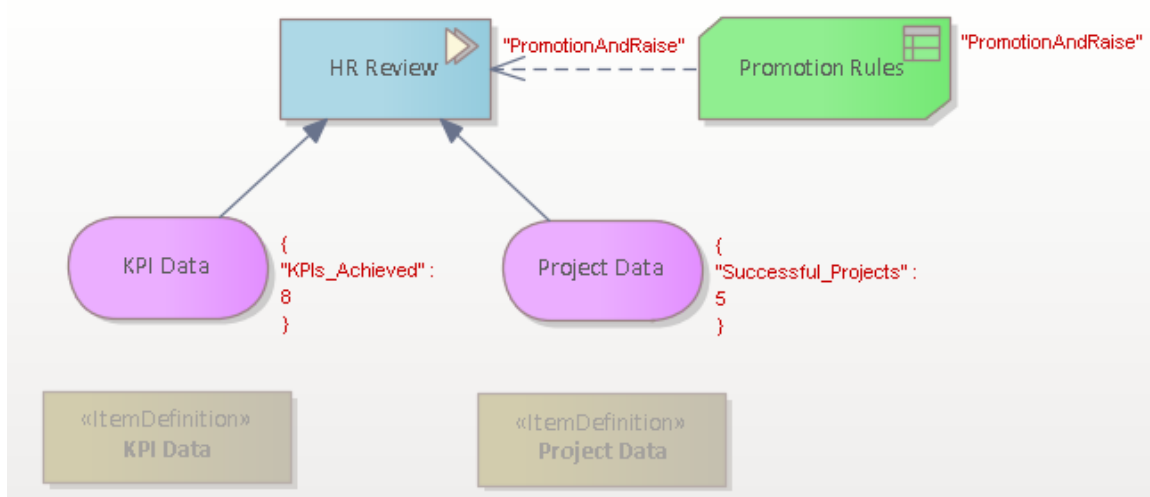 HR Review
"PromotionAndRaise"
Promotion Rules
"PromotionAndRaise"
KPI Data
{
"KPIs_Achieved" :
8
}
Project Data
{
"Successful_Projects" :
5
}
«ItemDefinition»
KPI Data
«ItemDefinition»
Project Data